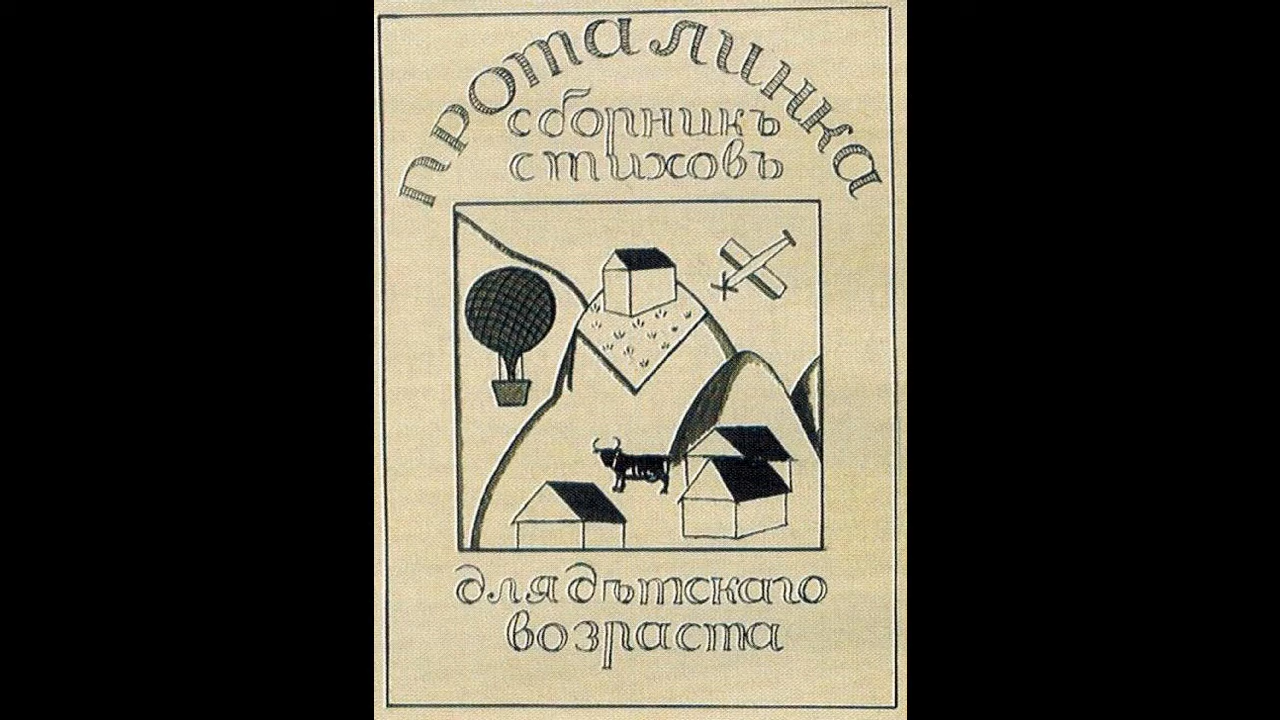 проталинка
сборникъ
стиховъ
для дѣтскаго
возраста